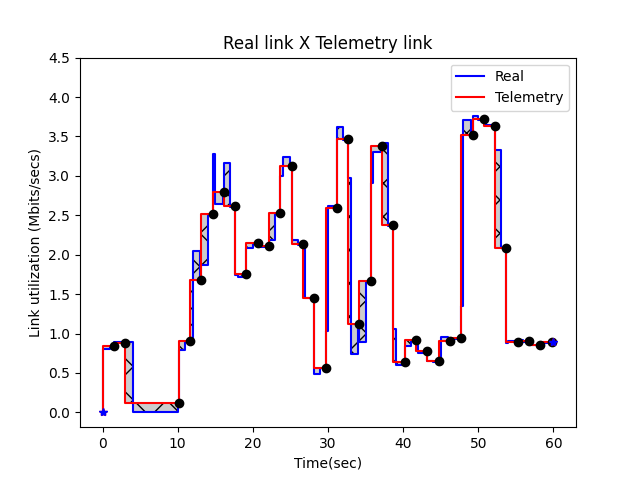 Real link X Telemetry link
Real
Telemetry
Link utilization (Mbits/secs)
4.5
4.0
3.5
3.0
2.5
2.0
1.5
1.0
0.5
0.0
0 10 20 30 40 50 60
Time(sec)